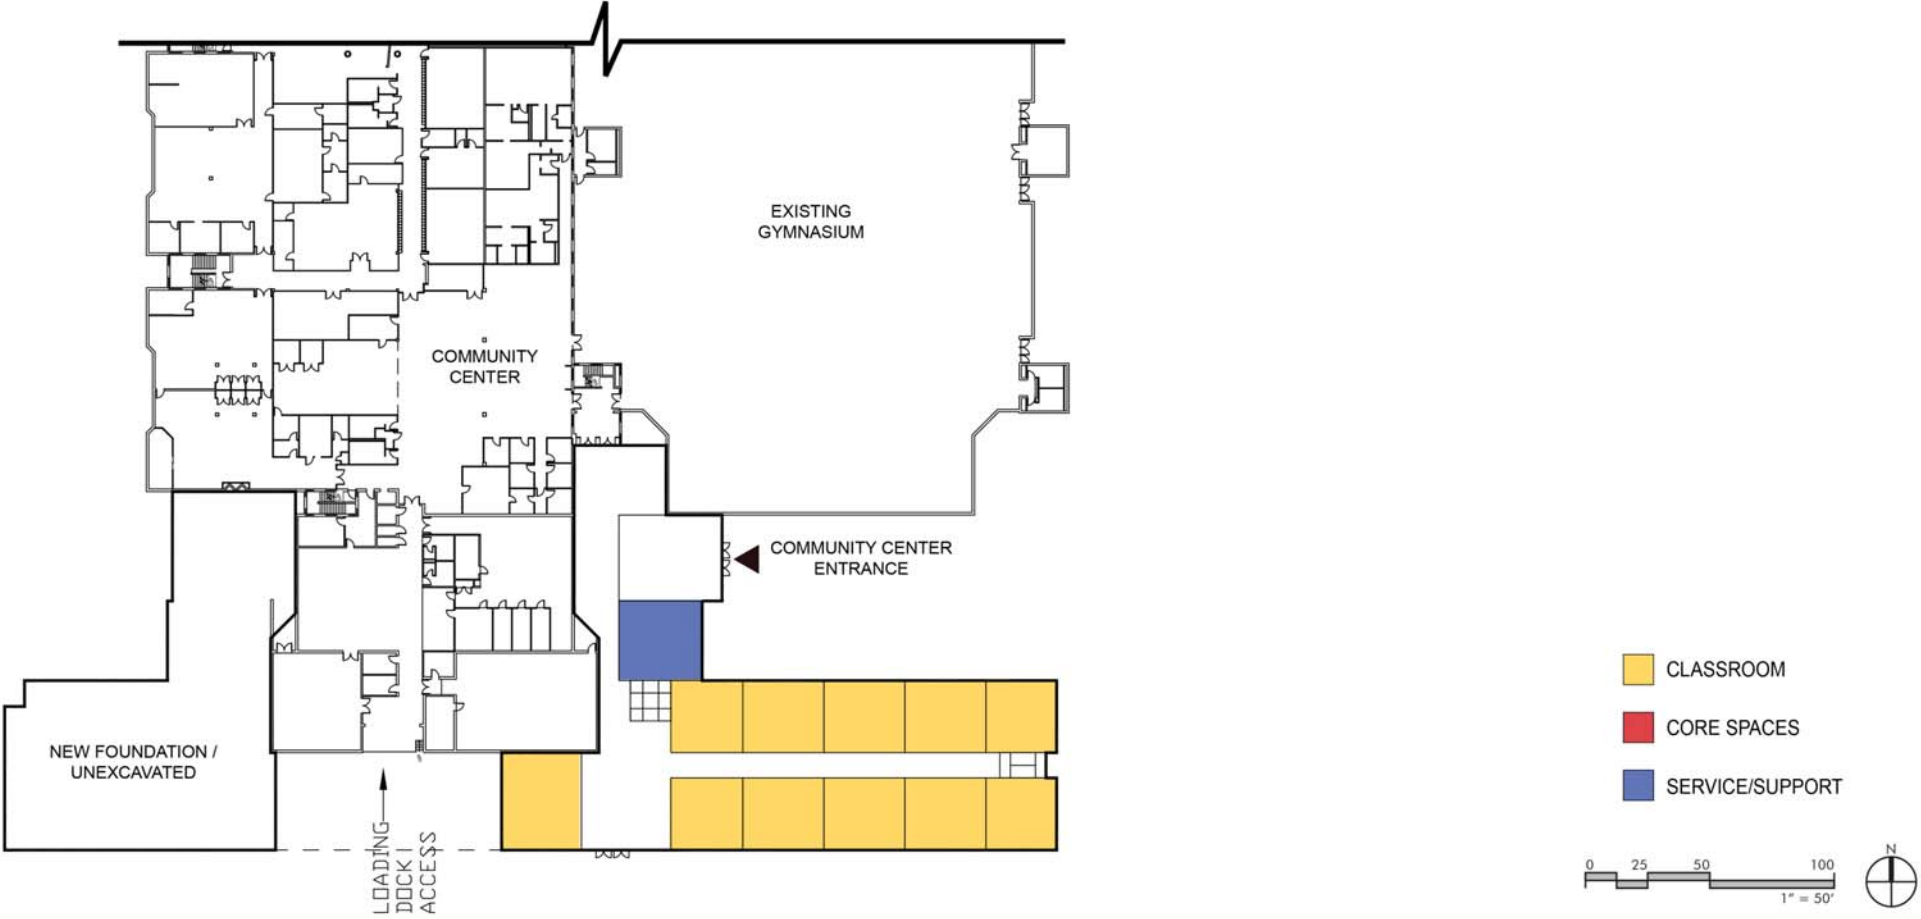 EXISTING
GYMNASIUM
COMMUNITY
CENTER
COMMUNITY CENTER
ENTRANCE
NEW FOUNDATION /
UNEXCAVATED
LOADING
DOCK
ACCESS
CLASSROOM
CORE SPACES
SERVICE/SUPPORT
0 25 50 100
1" = 50'
N